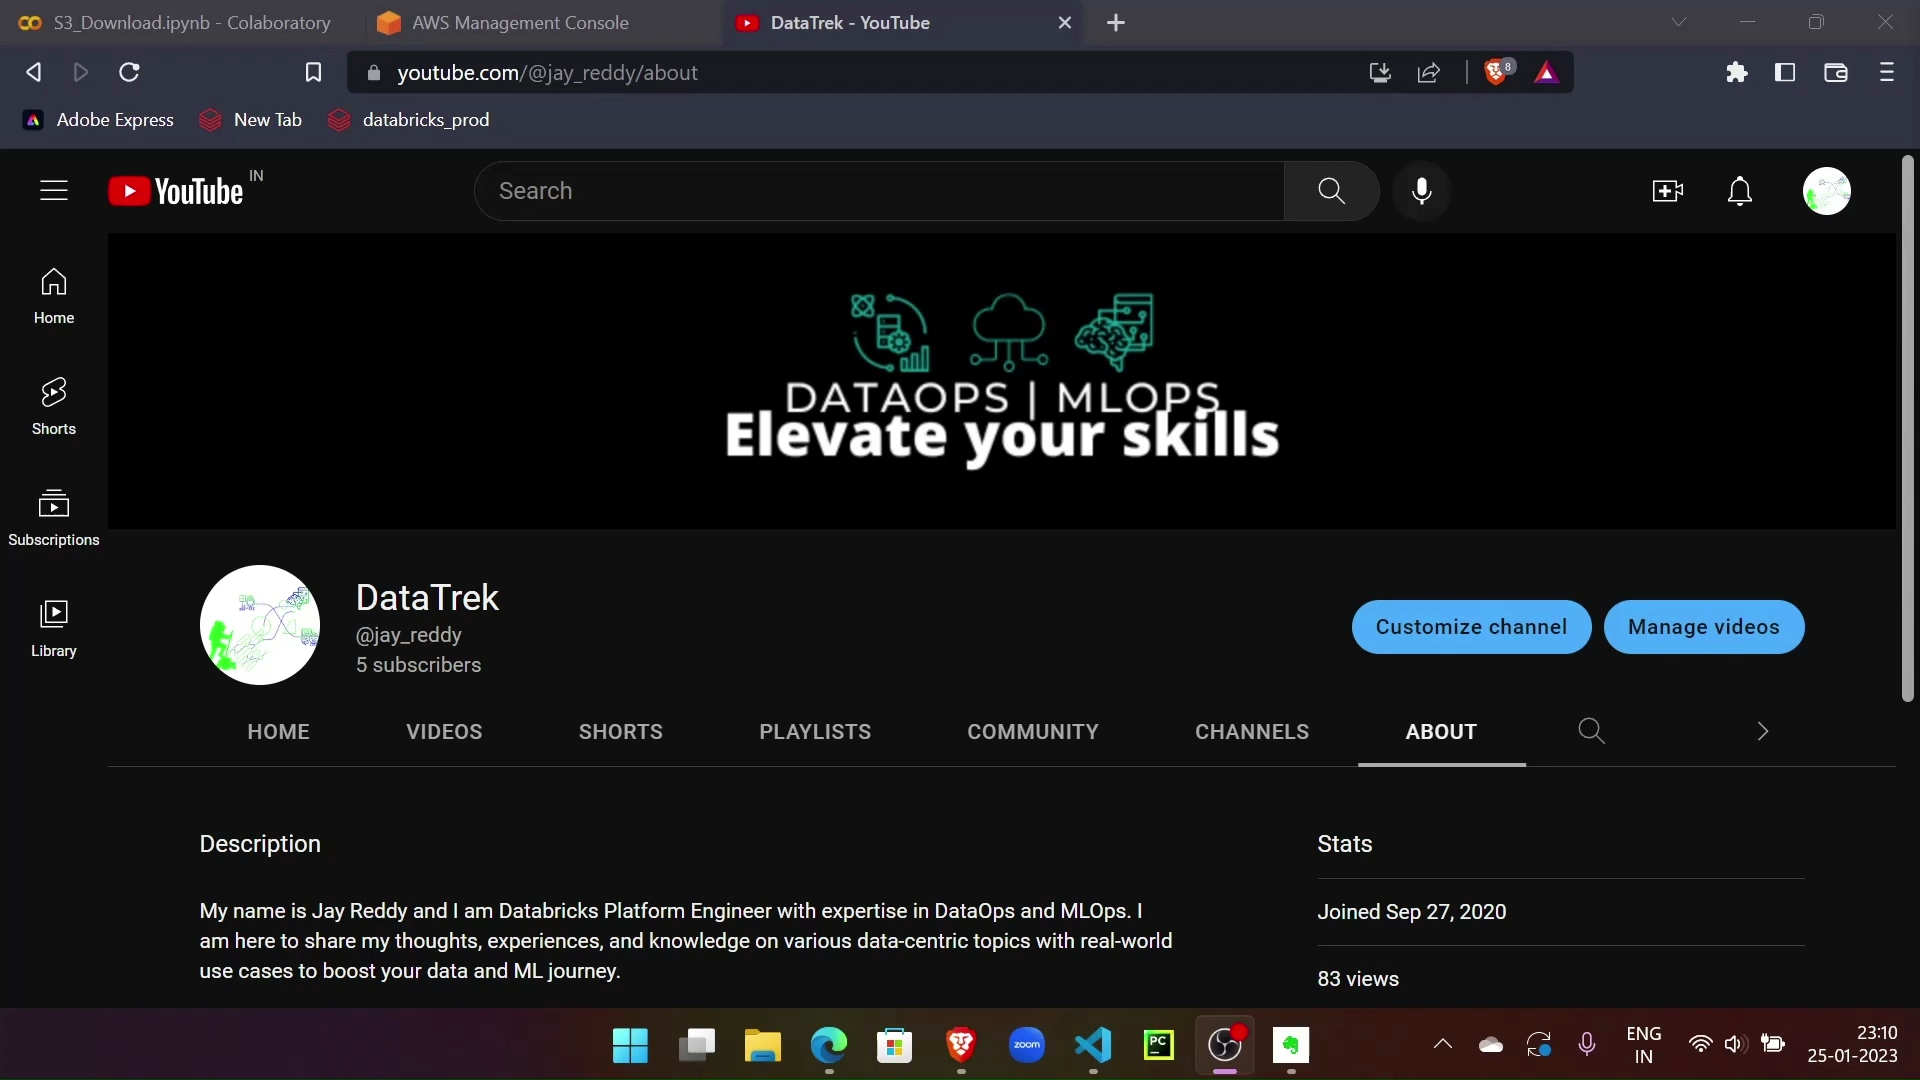 S3_Download.ipynb - Colaboratory
AWS Management Console
DataTrek - YouTube
youtube.com/@jay_reddy/about
8
Adobe Express
New Tab
databricks_prod
YouTube IN
Search
Home
Shorts
Subscriptions
Library
DATAOPS | MLOPS
Elevate your skills
DataTrek
@jay_reddy
5 subscribers
Customize channel
Manage videos
HOME
VIDEOS
SHORTS
PLAYLISTS
COMMUNITY
CHANNELS
ABOUT
Description
My name is Jay Reddy and I am Databricks Platform Engineer with expertise in DataOps and MLOps. I
am here to share my thoughts, experiences, and knowledge on various data-centric topics with real-world
use cases to boost your data and ML journey.
Stats
Joined Sep 27, 2020
83 views
zoom
PC
ENG
IN
23:10
25-01-2023